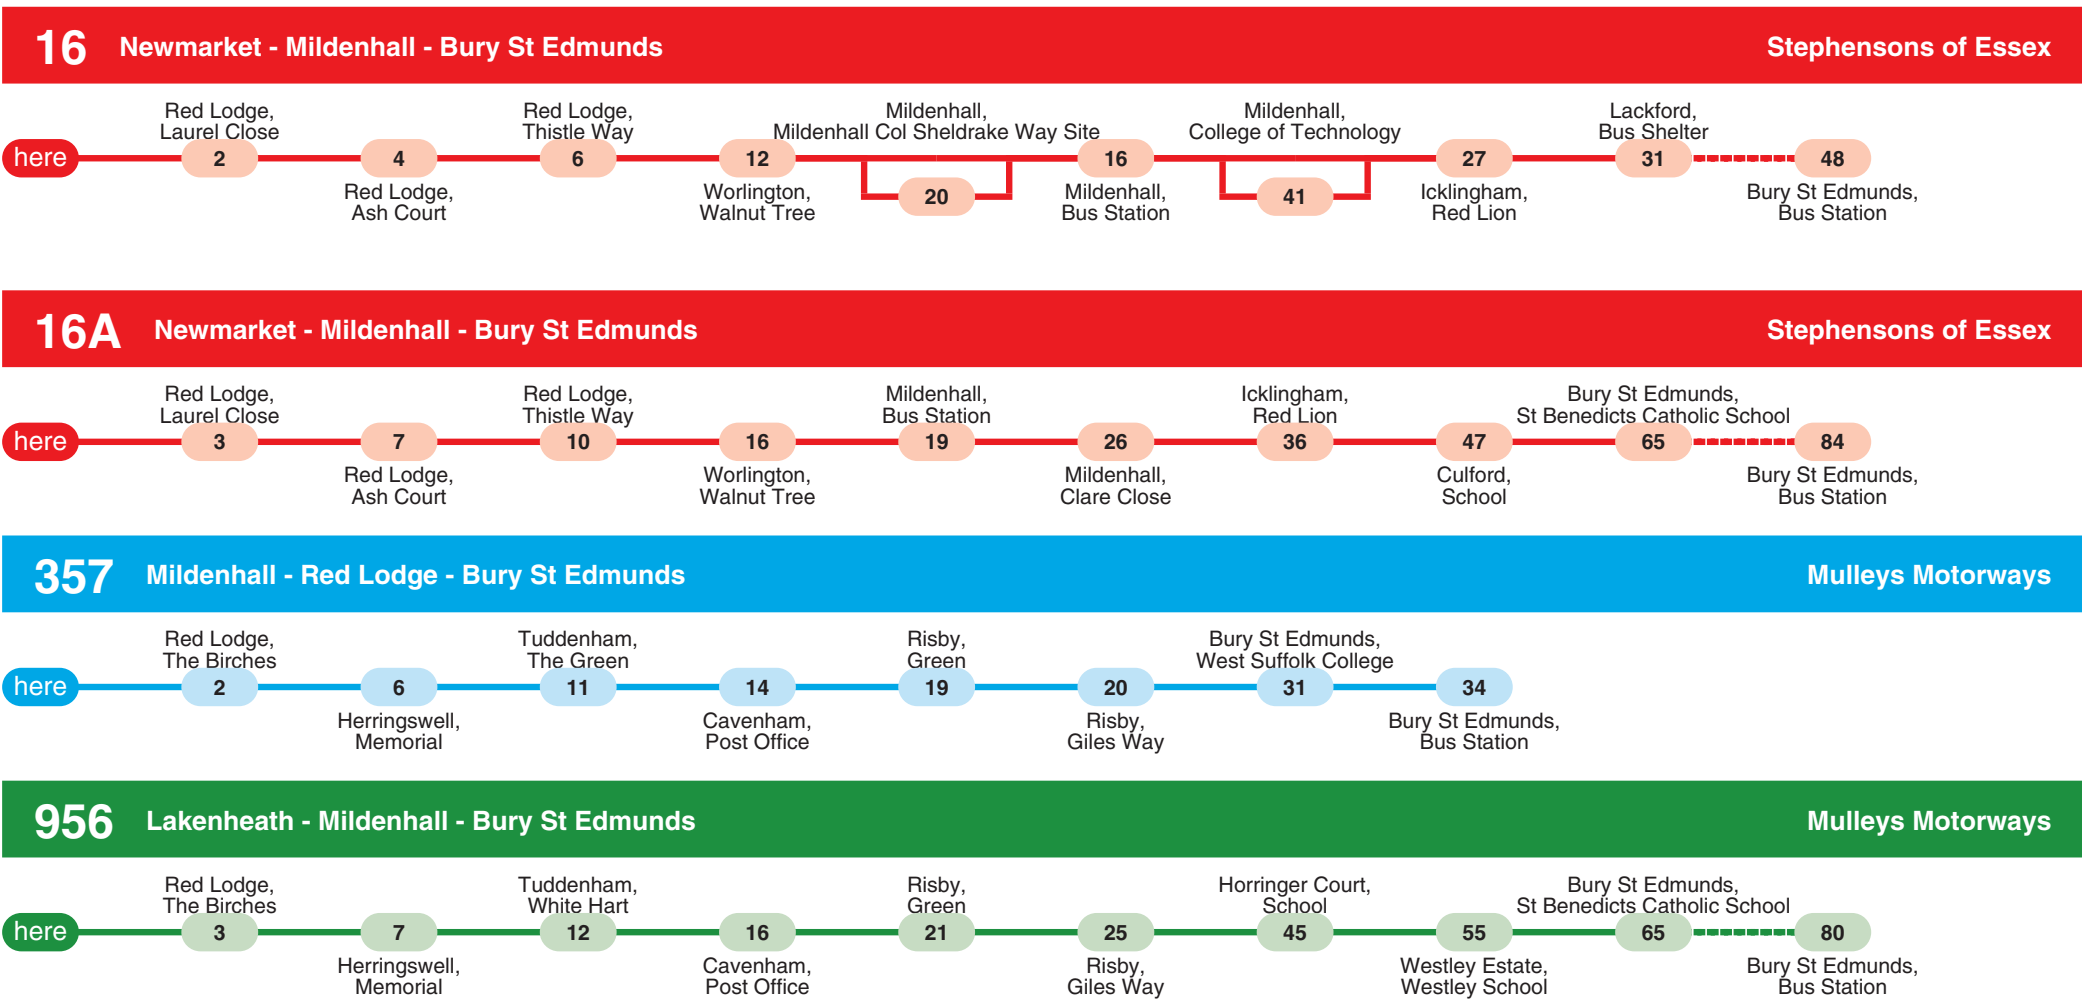 16 Newmarket - Mildenhall - Bury St Edmunds Stephensons of Essex
Red Lodge,
Laurel Close
Red Lodge,
Thistle Way
Mildenhall,
Mildenhall Col Sheldrake Way Site
Mildenhall,
College of Technology
Lackford,
Bus Shelter
here 2 4 6 12 16 27 31 48
20 41
Red Lodge,
Ash Court
Worlington,
Walnut Tree
Mildenhall,
Bus Station
Icklingham,
Red Lion
Bury St Edmunds,
Bus Station
16A Newmarket - Mildenhall - Bury St Edmunds Stephensons of Essex
Red Lodge,
Laurel Close
Red Lodge,
Thistle Way
Mildenhall,
Bus Station
Icklingham,
Red Lion
Bury St Edmunds,
St Benedicts Catholic School
here 3 7 10 16 19 26 36 47 65 84
Red Lodge,
Ash Court
Worlington,
Walnut Tree
Mildenhall,
Clare Close
Culford,
School
Bury St Edmunds,
Bus Station
357 Mildenhall - Red Lodge - Bury St Edmunds Mulleys Motorways
Red Lodge,
The Birches
Tuddenham,
The Green
Risby,
Green
Bury St Edmunds,
West Suffolk College
here 2 6 11 14 19 20 31 34
Herringswell,
Memorial
Cavenham,
Post Office
Risby,
Giles Way
Bury St Edmunds,
Bus Station
956 Lakenheath - Mildenhall - Bury St Edmunds Mulleys Motorways
Red Lodge,
The Birches
Tuddenham,
White Hart
Risby,
Green
Horringer Court,
School
Bury St Edmunds,
St Benedicts Catholic School
here 3 7 12 16 21 25 45 55 65 80
Herringswell,
Memorial
Cavenham,
Post Office
Risby,
Giles Way
Westley Estate,
Westley School
Bury St Edmunds,
Bus Station